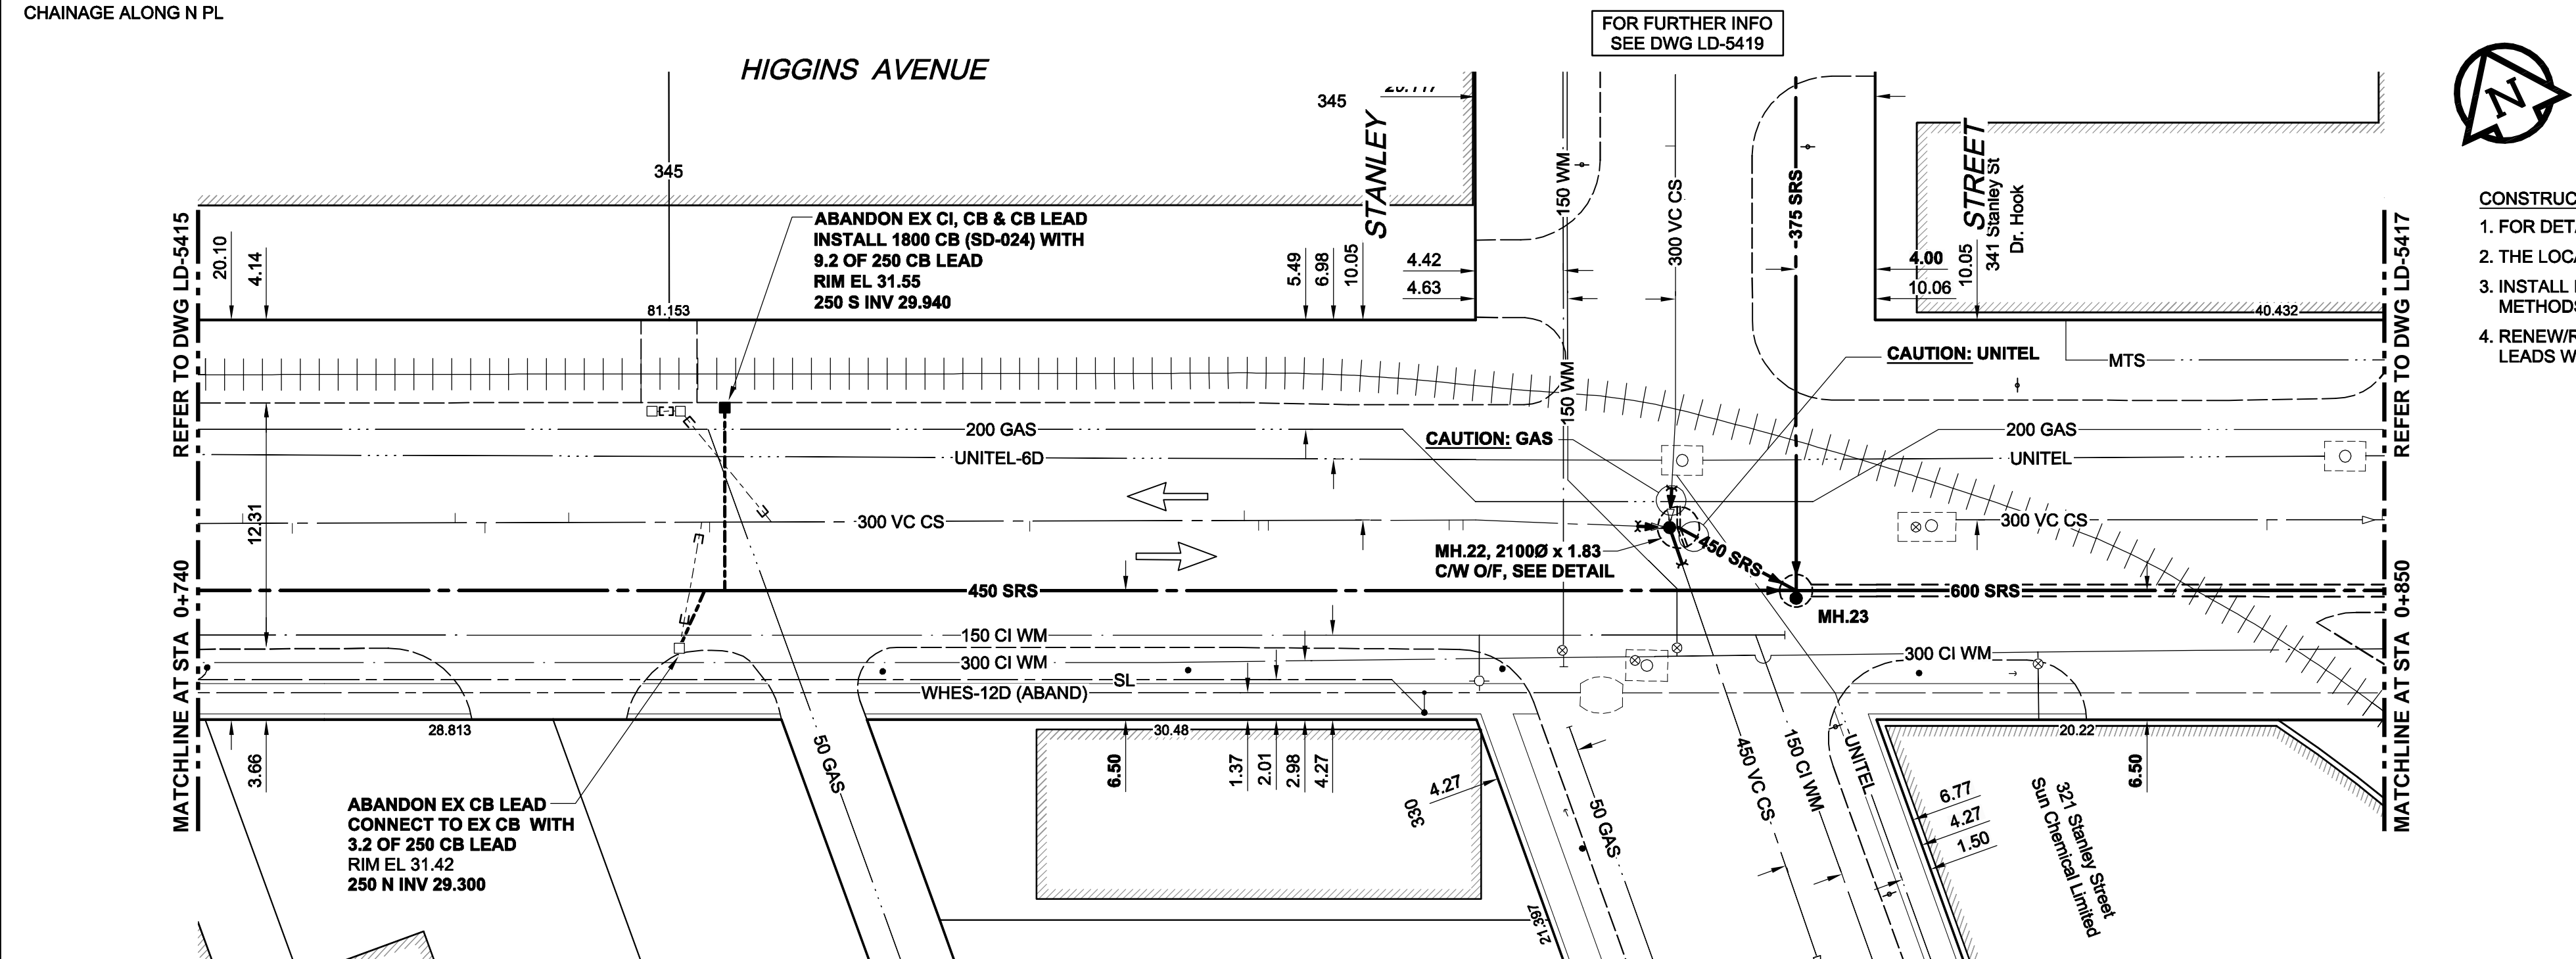 CHAINAGE ALONG N PL
HIGGINS AVENUE
FOR FURTHER INFO
SEE DWG LD-5419
N
345
345
STANLEY
STREET
341 Stanley St
Dr. Hook
150 WM
300 VC CS
375 SRS
REFER TO DWG LD-5415
20.10
4.14
ABANDON EX CI, CB & CB LEAD
INSTALL 1800 CB (SD-024) WITH
9.2 OF 250 CB LEAD
RIM EL 31.55
250 S INV 29.940
81.153
5.49
6.98
10.05
4.42
4.63
4.00
10.06
10.05
40.432
REFER TO DWG LD-5417
1. FOR
2. THE
3. INSTALL
4.
LEADS
CAUTION: UNITEL
MTS
150 WM
200 GAS
CAUTION: GAS
200 GAS
UNITEL-6D
UNITEL
12.31
300 VC CS
300 VC CS
MH.22, 2100Ø x 1.83
C/W O/F, SEE DETAIL
450 SRS
450 SRS
600 SRS
MH.23
MATCHLINE AT STA 0+740
MATCHLINE AT STA 0+850
150 CI WM
300 CI WM
300 CI WM
SL
WHES-12D (ABAND)
28.813
30.48
20.22
3.66
50 GAS
6.50
1.37
2.01
2.98
4.27
330
4.27
50 GAS
450 VC CS
150 CI WM
UNITEL
6.77
4.27
1.50
6.50
321 Stanley Street
Sun Chemical Limited
ABANDON EX CB LEAD
CONNECT TO EX CB WITH
3.2 OF 250 CB LEAD
RIM EL 31.42
250 N INV 29.300
21.397